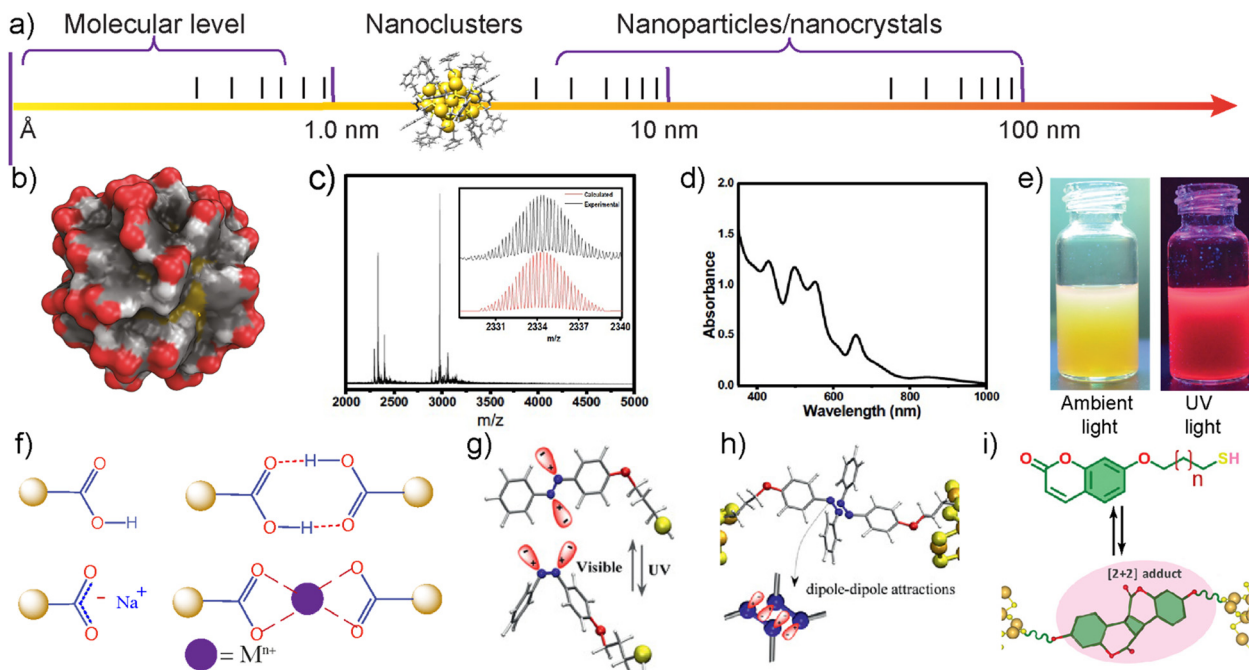 a)
Molecular level
Nanoclusters
Nanoparticles/nanocrystals
Å
1.0 nm
10 nm
100 nm
b)
c)
Calculated
Experimental
2331
2334
2337
2340
m/z
2000
2500
3000
3500
4000
4500
5000
m/z
d)
2.0
1.5
1.0
0.5
0.0
Absorbance
400
500
600
700
800
900
1000
Wavelength (nm)
e)
Ambient
light
UV
light
f)
O
O
H
O
H
O
O
H
O
O
O
−
Na+
O
O
O
O
= Mn+
g)
Visible
UV
h)
dipole-dipole attractions
i)
O
O
O
n
SH
[2+2] adduct